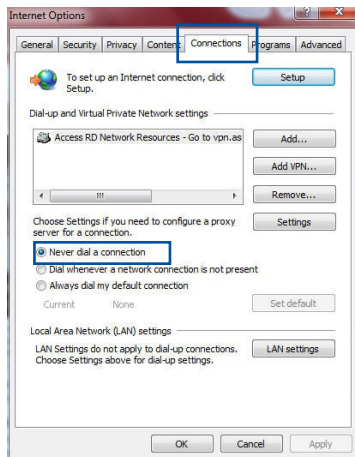 Internet Options
General Security Privacy Content Connections Programs Advanced
To set up an Internet connection, click
Setup.
Setup
Dial-up and Virtual Private Network settings
Access RD Network Resources - Go to vpn.as
Add...
Add VPN...
Remove...
Choose Settings if you need to configure a proxy
server for a connection.
Settings
Never dial a connection
Dial whenever a network connection is not present
Always dial my default connection
Current None
Set default
Local Area Network (LAN) settings
LAN Settings do not apply to dial-up connections.
Choose Settings above for dial-up settings.
LAN settings
OK Cancel Apply